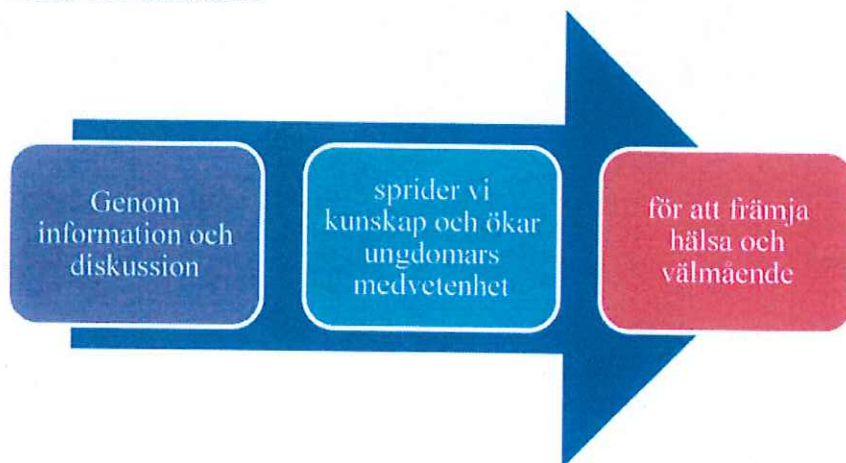 Genom
information och
diskussion
sprider vi
kunskap och ökar
ungdomars
medvetenhet
för att främja
hälsa och
välmående